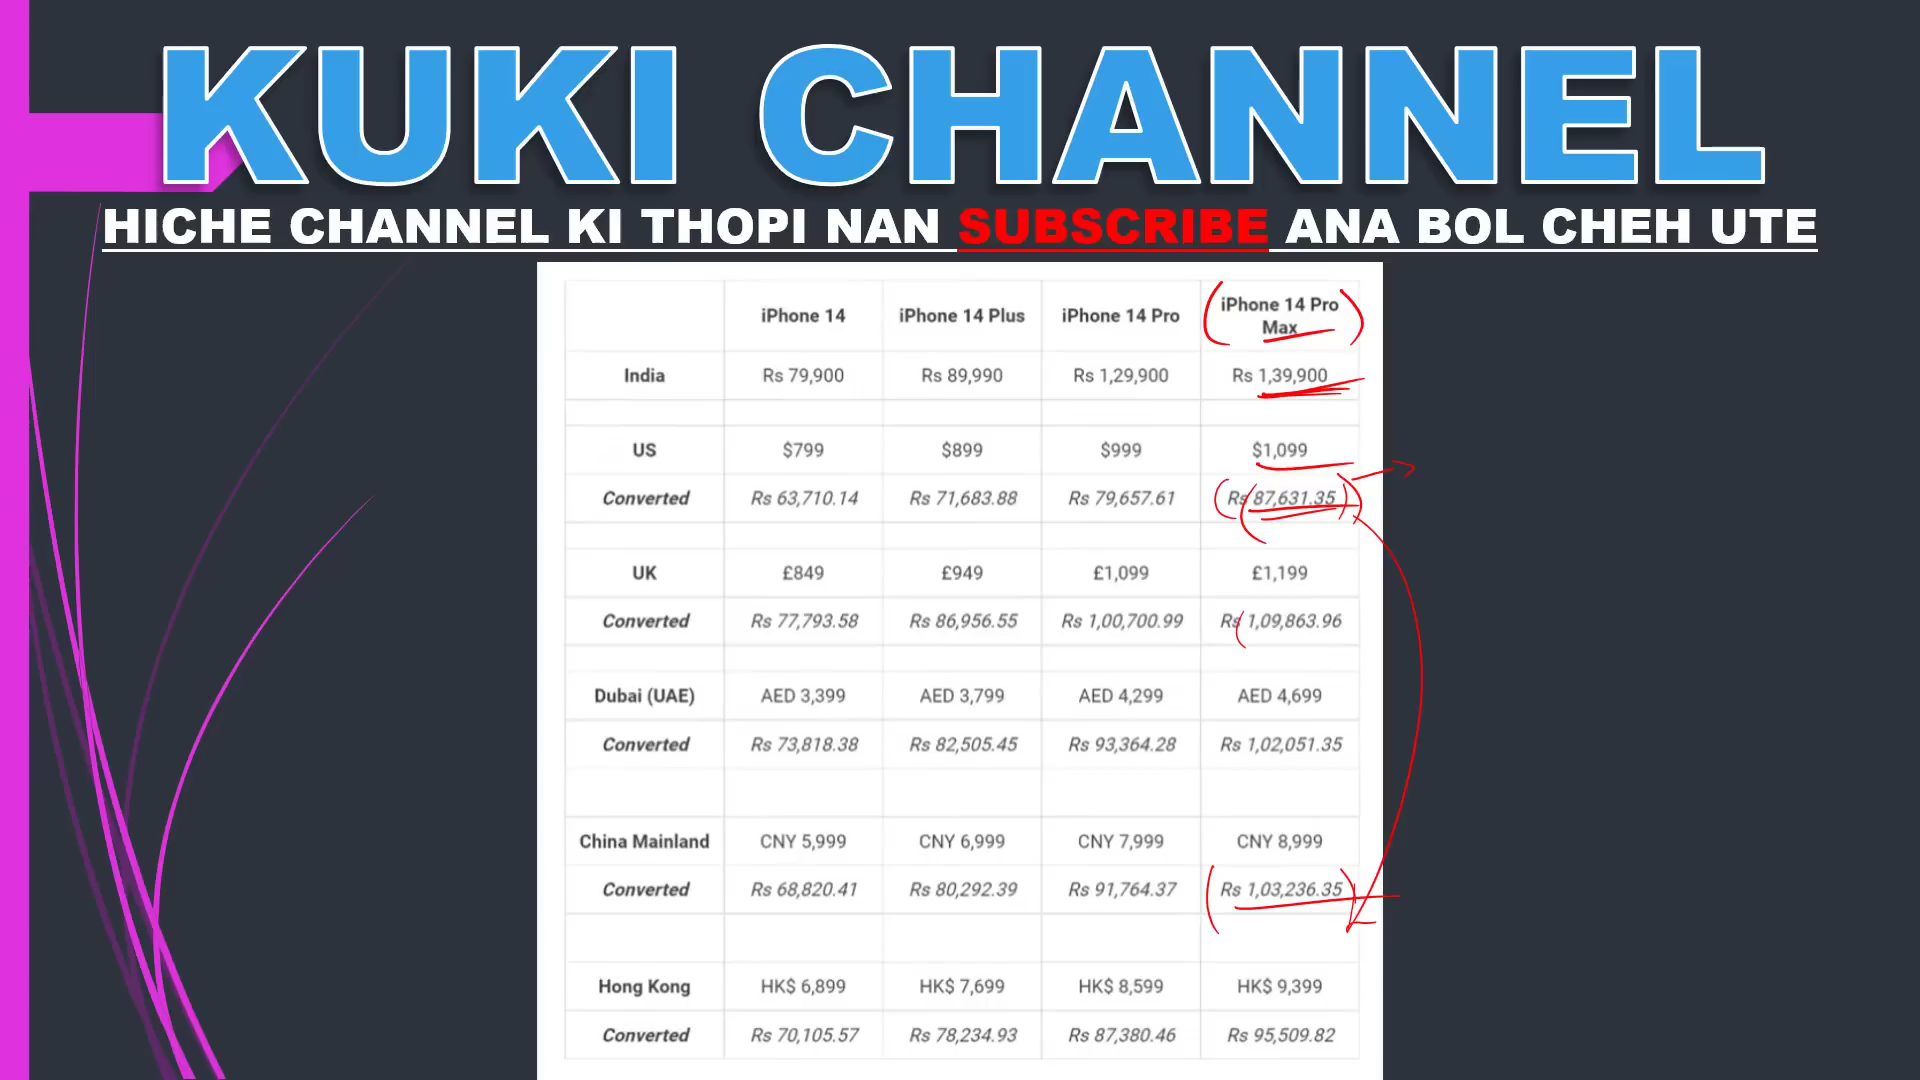 KUKI CHANNEL
HICHE CHANNEL KI THOPI NAN SUBSCRIBE ANA BOL CHEH UTE
iPhone 14 iPhone 14 Plus iPhone 14 Pro iPhone 14 Pro Max
India Rs 79,900 Rs 89,990 Rs 1,29,900 Rs 1,39,900
US $799 $899 $999 $1,099
Converted Rs 63,710.14 Rs 71,683.88 Rs 79,657.61 Rs 87,631.35
UK £849 £949 £1,099 £1,199
Converted Rs 77,793.58 Rs 86,956.55 Rs 1,00,700.99 Rs 1,09,863.96
Dubai (UAE) AED 3,399 AED 3,799 AED 4,299 AED 4,699
Converted Rs 73,818.38 Rs 82,505.45 Rs 93,364.28 Rs 1,02,051.35
China Mainland CNY 5,999 CNY 6,999 CNY 7,999 CNY 8,999
Converted Rs 68,820.41 Rs 80,292.39 Rs 91,764.37 Rs 1,03,236.35
Hong Kong HK$ 6,899 HK$ 7,699 HK$ 8,599 HK$ 9,399
Converted Rs 70,105.57 Rs 78,234.93 Rs 87,380.46 Rs 95,509.82